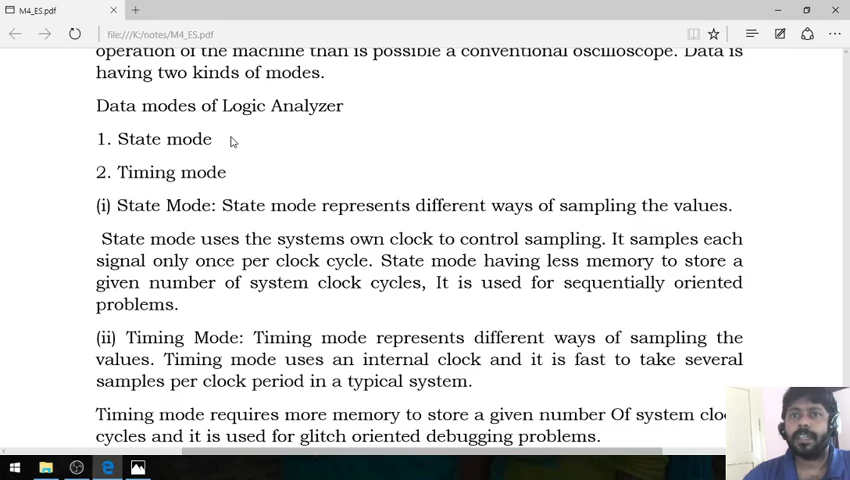 M4_ES.pdf
file:///K:/notes/M4_ES.pdf
operation of the machine than is possible a conventional oscilloscope. Data is
having two kinds of modes.
Data modes of Logic Analyzer
1. State mode
2. Timing mode
(i) State Mode: State mode represents different ways of sampling the values.
State mode uses the systems own clock to control sampling. It samples each
signal only once per clock cycle. State mode having less memory to store a
given number of system clock cycles, It is used for sequentially oriented
problems.
(ii) Timing Mode: Timing mode represents different ways of sampling the
values. Timing mode uses an internal clock and it is fast to take several
samples per clock period in a typical system.
Timing mode requires more memory to store a given number Of system cloc
cycles and it is used for glitch oriented debugging problems.